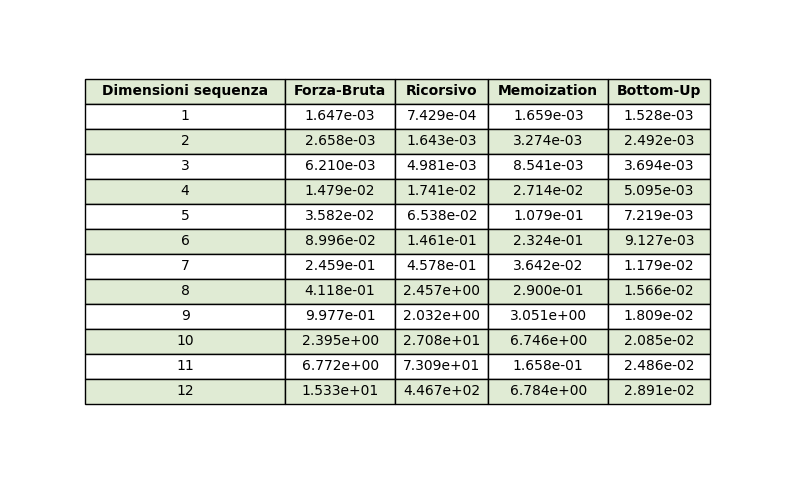 Dimensioni sequenza Forza-Bruta Ricorsivo Memoization Bottom-Up
1 1.647e-03 7.429e-04 1.659e-03 1.528e-03
2 2.658e-03 1.643e-03 3.274e-03 2.492e-03
3 6.210e-03 4.981e-03 8.541e-03 3.694e-03
4 1.479e-02 1.741e-02 2.714e-02 5.095e-03
5 3.582e-02 6.538e-02 1.079e-01 7.219e-03
6 8.996e-02 1.461e-01 2.324e-01 9.127e-03
7 2.459e-01 4.578e-01 3.642e-02 1.179e-02
8 4.118e-01 2.457e+00 2.900e-01 1.566e-02
9 9.977e-01 2.032e+00 3.051e+00 1.809e-02
10 2.395e+00 2.708e+01 6.746e+00 2.085e-02
11 6.772e+00 7.309e+01 1.658e-01 2.486e-02
12 1.533e+01 4.467e+02 6.784e+00 2.891e-02